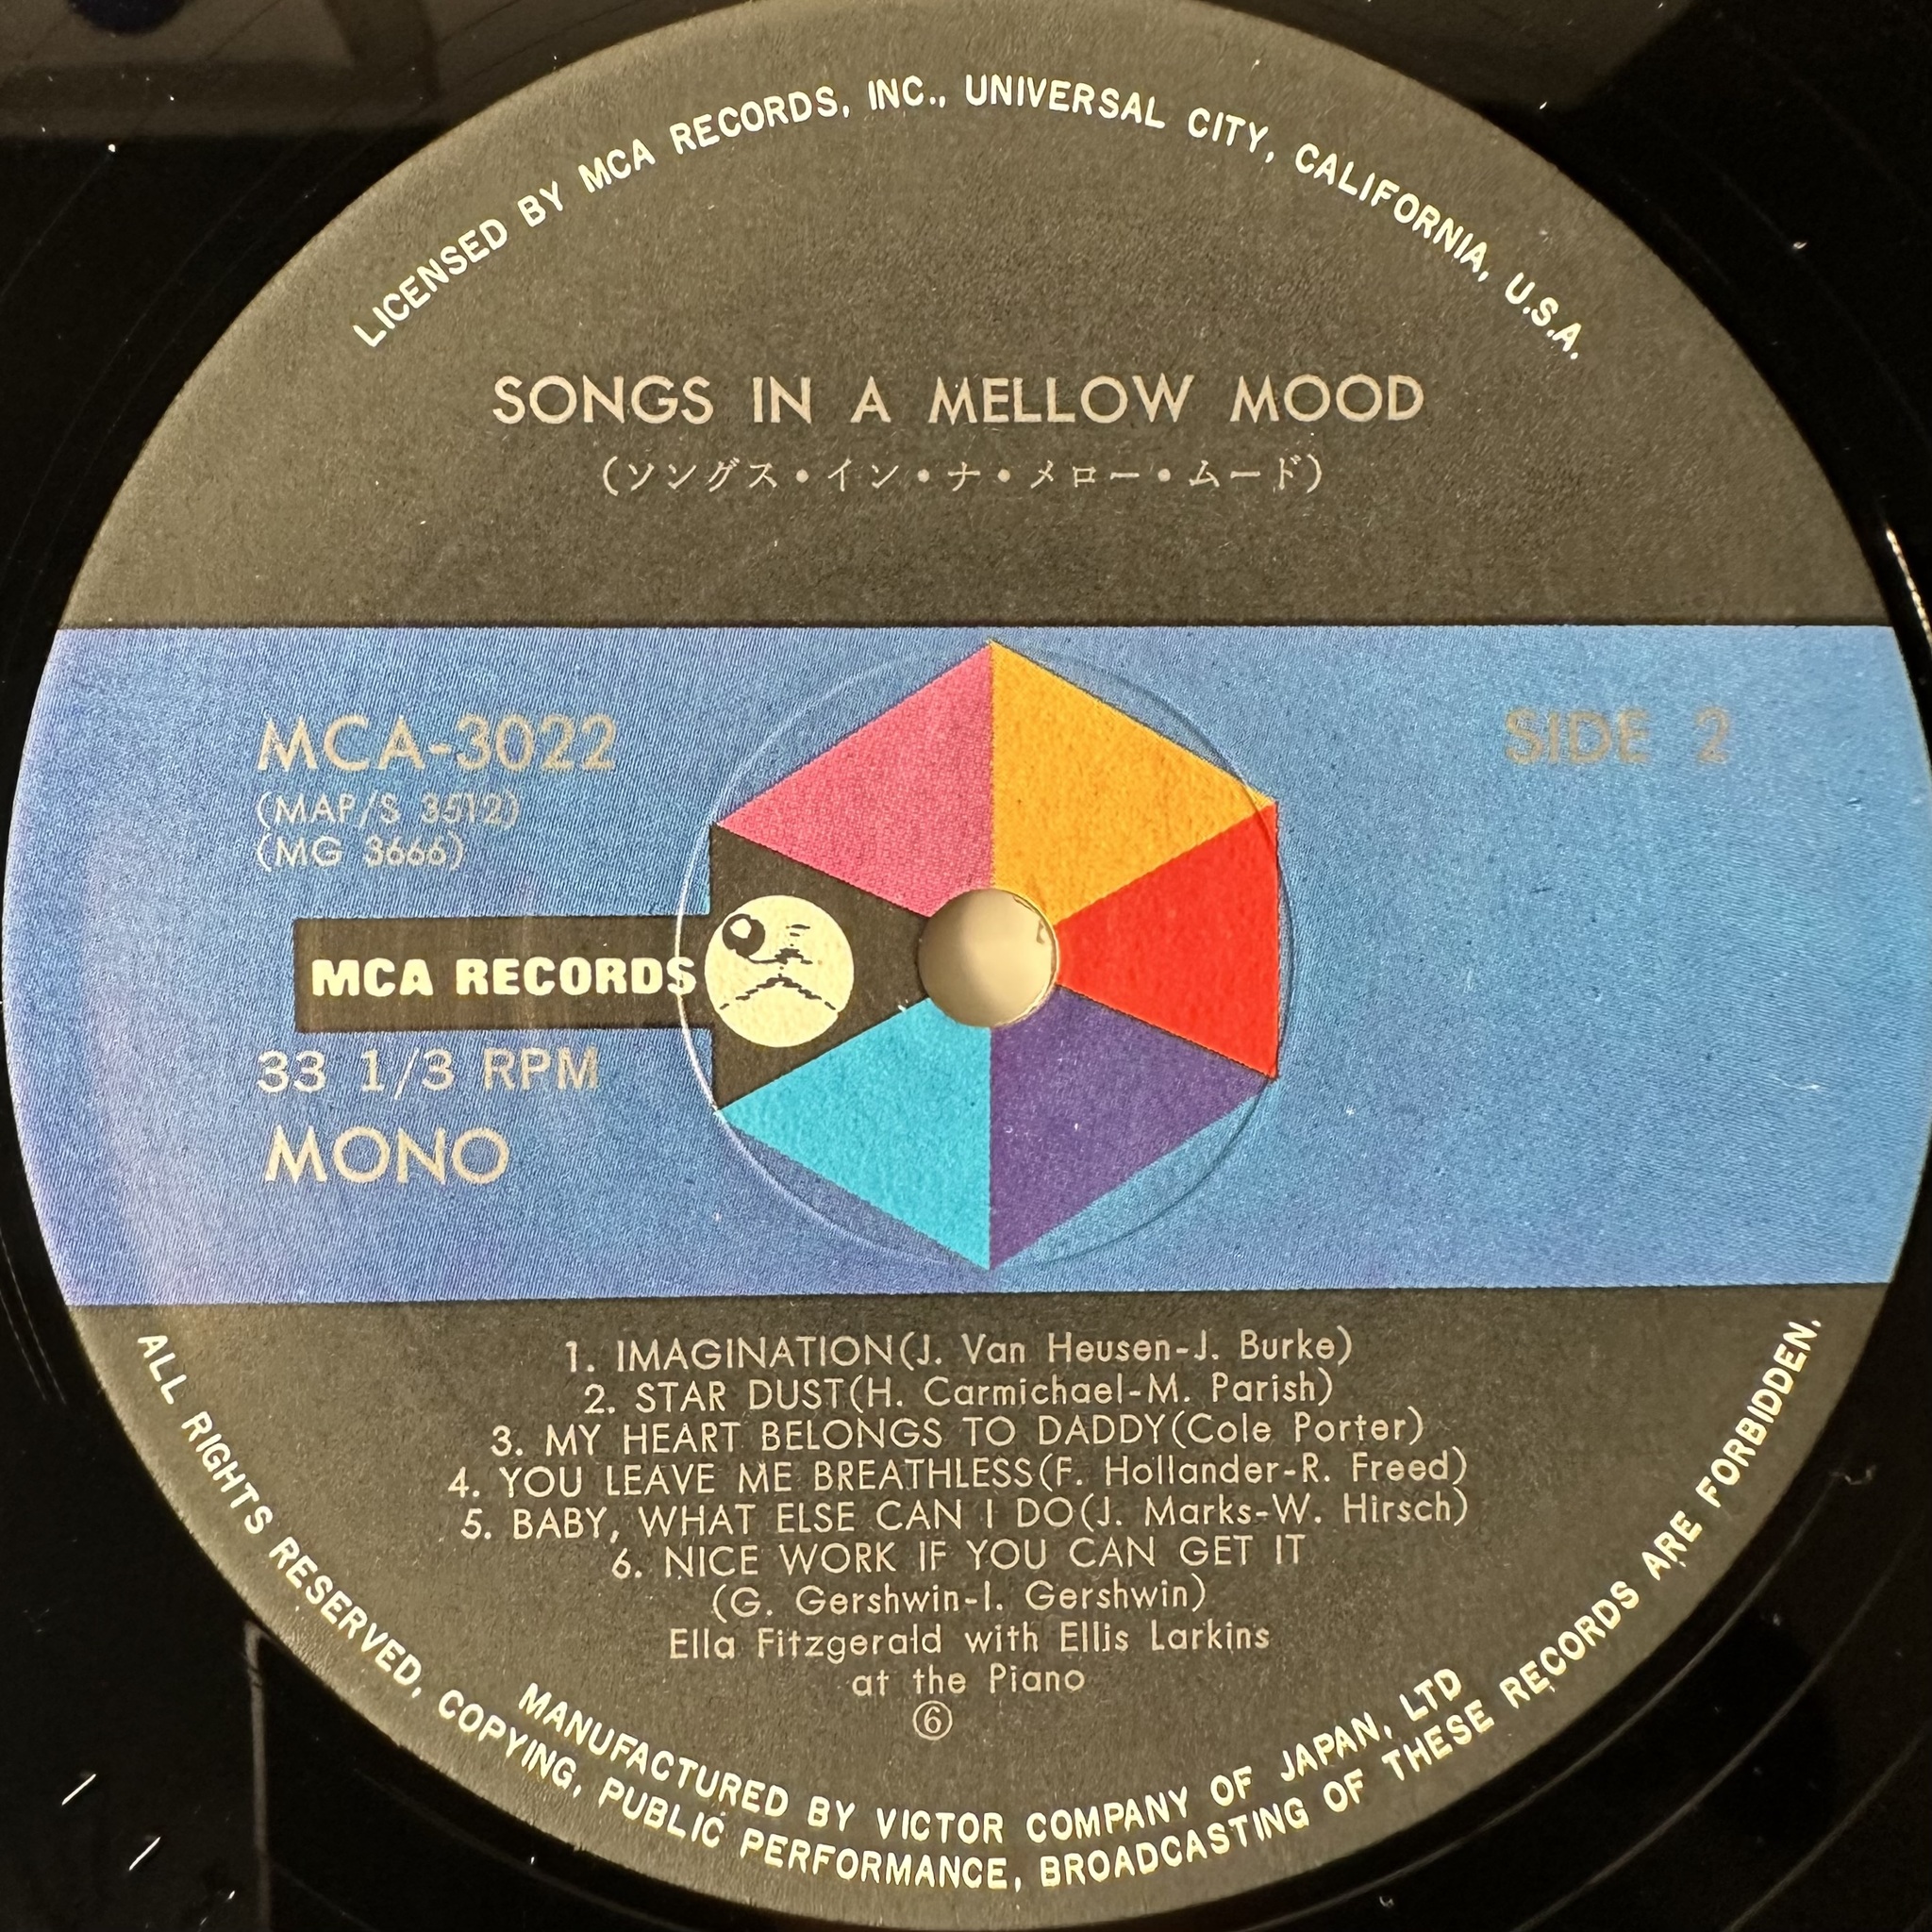 LICENSED BY MCA RECORDS, INC., UNIVERSAL CITY, CALIFORNIA, U.S.A.
SONGS IN A MELLOW MOOD
(ソングス・イン・ナ・メロー・ムード)
MCA-3022
(MAP/S 3512)
(MG 3666)
SIDE 2
MCA RECORDS
33 1/3 RPM
MONO
1. IMAGINATION(J. Van Heusen-J. Burke)
2. STAR DUST(H. Carmichael-M. Parish)
3. MY HEART BELONGS TO DADDY(Cole Porter)
4. YOU LEAVE ME BREATHLESS(F. Hollander-R. Freed)
5. BABY, WHAT ELSE CAN I DO(J. Marks-W. Hirsch)
6. NICE WORK IF YOU CAN GET IT
(G. Gershwin-I. Gershwin)
Ella Fitzgerald with Ellis Larkins
at the Piano
⑥
MANUFACTURED BY VICTOR COMPANY OF JAPAN, LTD
ALL RIGHTS RESERVED, COPYING, PUBLIC PERFORMANCE, BROADCASTING OF THESE RECORDS ARE FORBIDDEN.